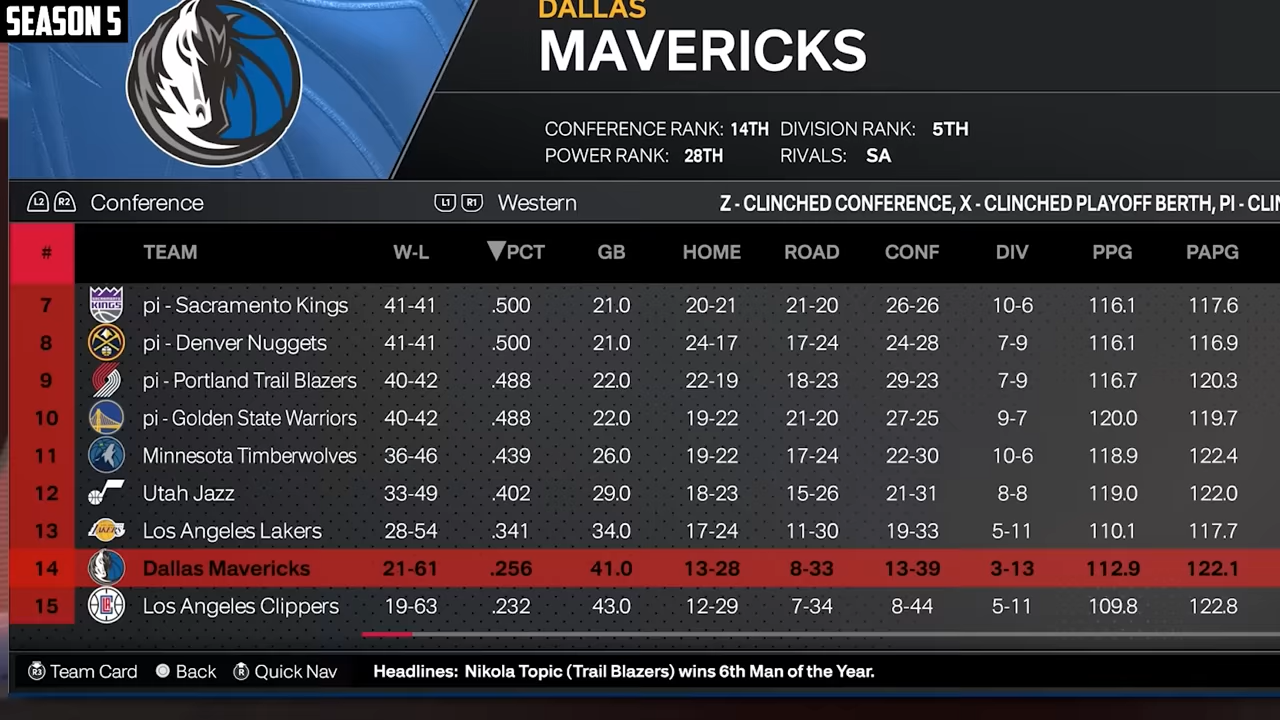 SEASON 5
DALLAS
MAVERICKS
CONFERENCE RANK: 14TH DIVISION RANK: 5TH
POWER RANK: 28TH RIVALS: SA
L2 R2 Conference L1 R1 Western Z - CLINCHED CONFERENCE, X - CLINCHED PLAYOFF BERTH, PI - CLIN
# TEAM W-L ▼PCT GB HOME ROAD CONF DIV PPG PAPG
7 KINGS pi - Sacramento Kings 41-41 .500 21.0 20-21 21-20 26-26 10-6 116.1 117.6
8 pi - Denver Nuggets 41-41 .500 21.0 24-17 17-24 24-28 7-9 116.1 116.9
9 pi - Portland Trail Blazers 40-42 .488 22.0 22-19 18-23 29-23 7-9 116.7 120.3
10 pi - Golden State Warriors 40-42 .488 22.0 19-22 21-20 27-25 9-7 120.0 119.7
11 Minnesota Timberwolves 36-46 .439 26.0 19-22 17-24 22-30 10-6 118.9 122.4
12 Utah Jazz 33-49 .402 29.0 18-23 15-26 21-31 8-8 119.0 122.0
13 LAKERS Los Angeles Lakers 28-54 .341 34.0 17-24 11-30 19-33 5-11 110.1 117.7
14 Dallas Mavericks 21-61 .256 41.0 13-28 8-33 13-39 3-13 112.9 122.1
15 Los Angeles Clippers 19-63 .232 43.0 12-29 7-34 8-44 5-11 109.8 122.8
R3 Team Card Back R Quick Nav Headlines: Nikola Topic (Trail Blazers) wins 6th Man of the Year.